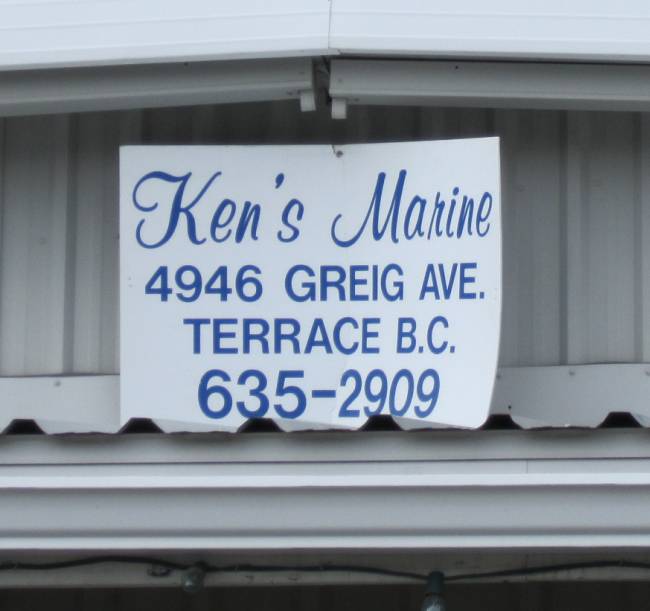 Ken's Marine
4946 GREIG AVE.
TERRACE B.C.
635-2909